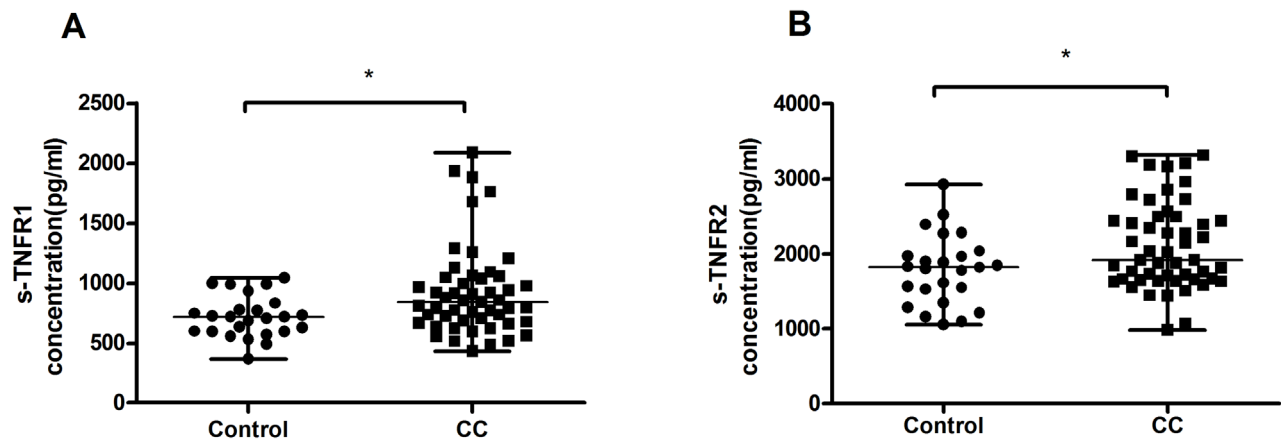 A
*
s-TNFR1
concentration(pg/ml)
2500
2000
1500
1000
500
0
Control
CC
B
*
s-TNFR2
concentration(pg/ml)
4000
3000
2000
1000
0
Control
CC